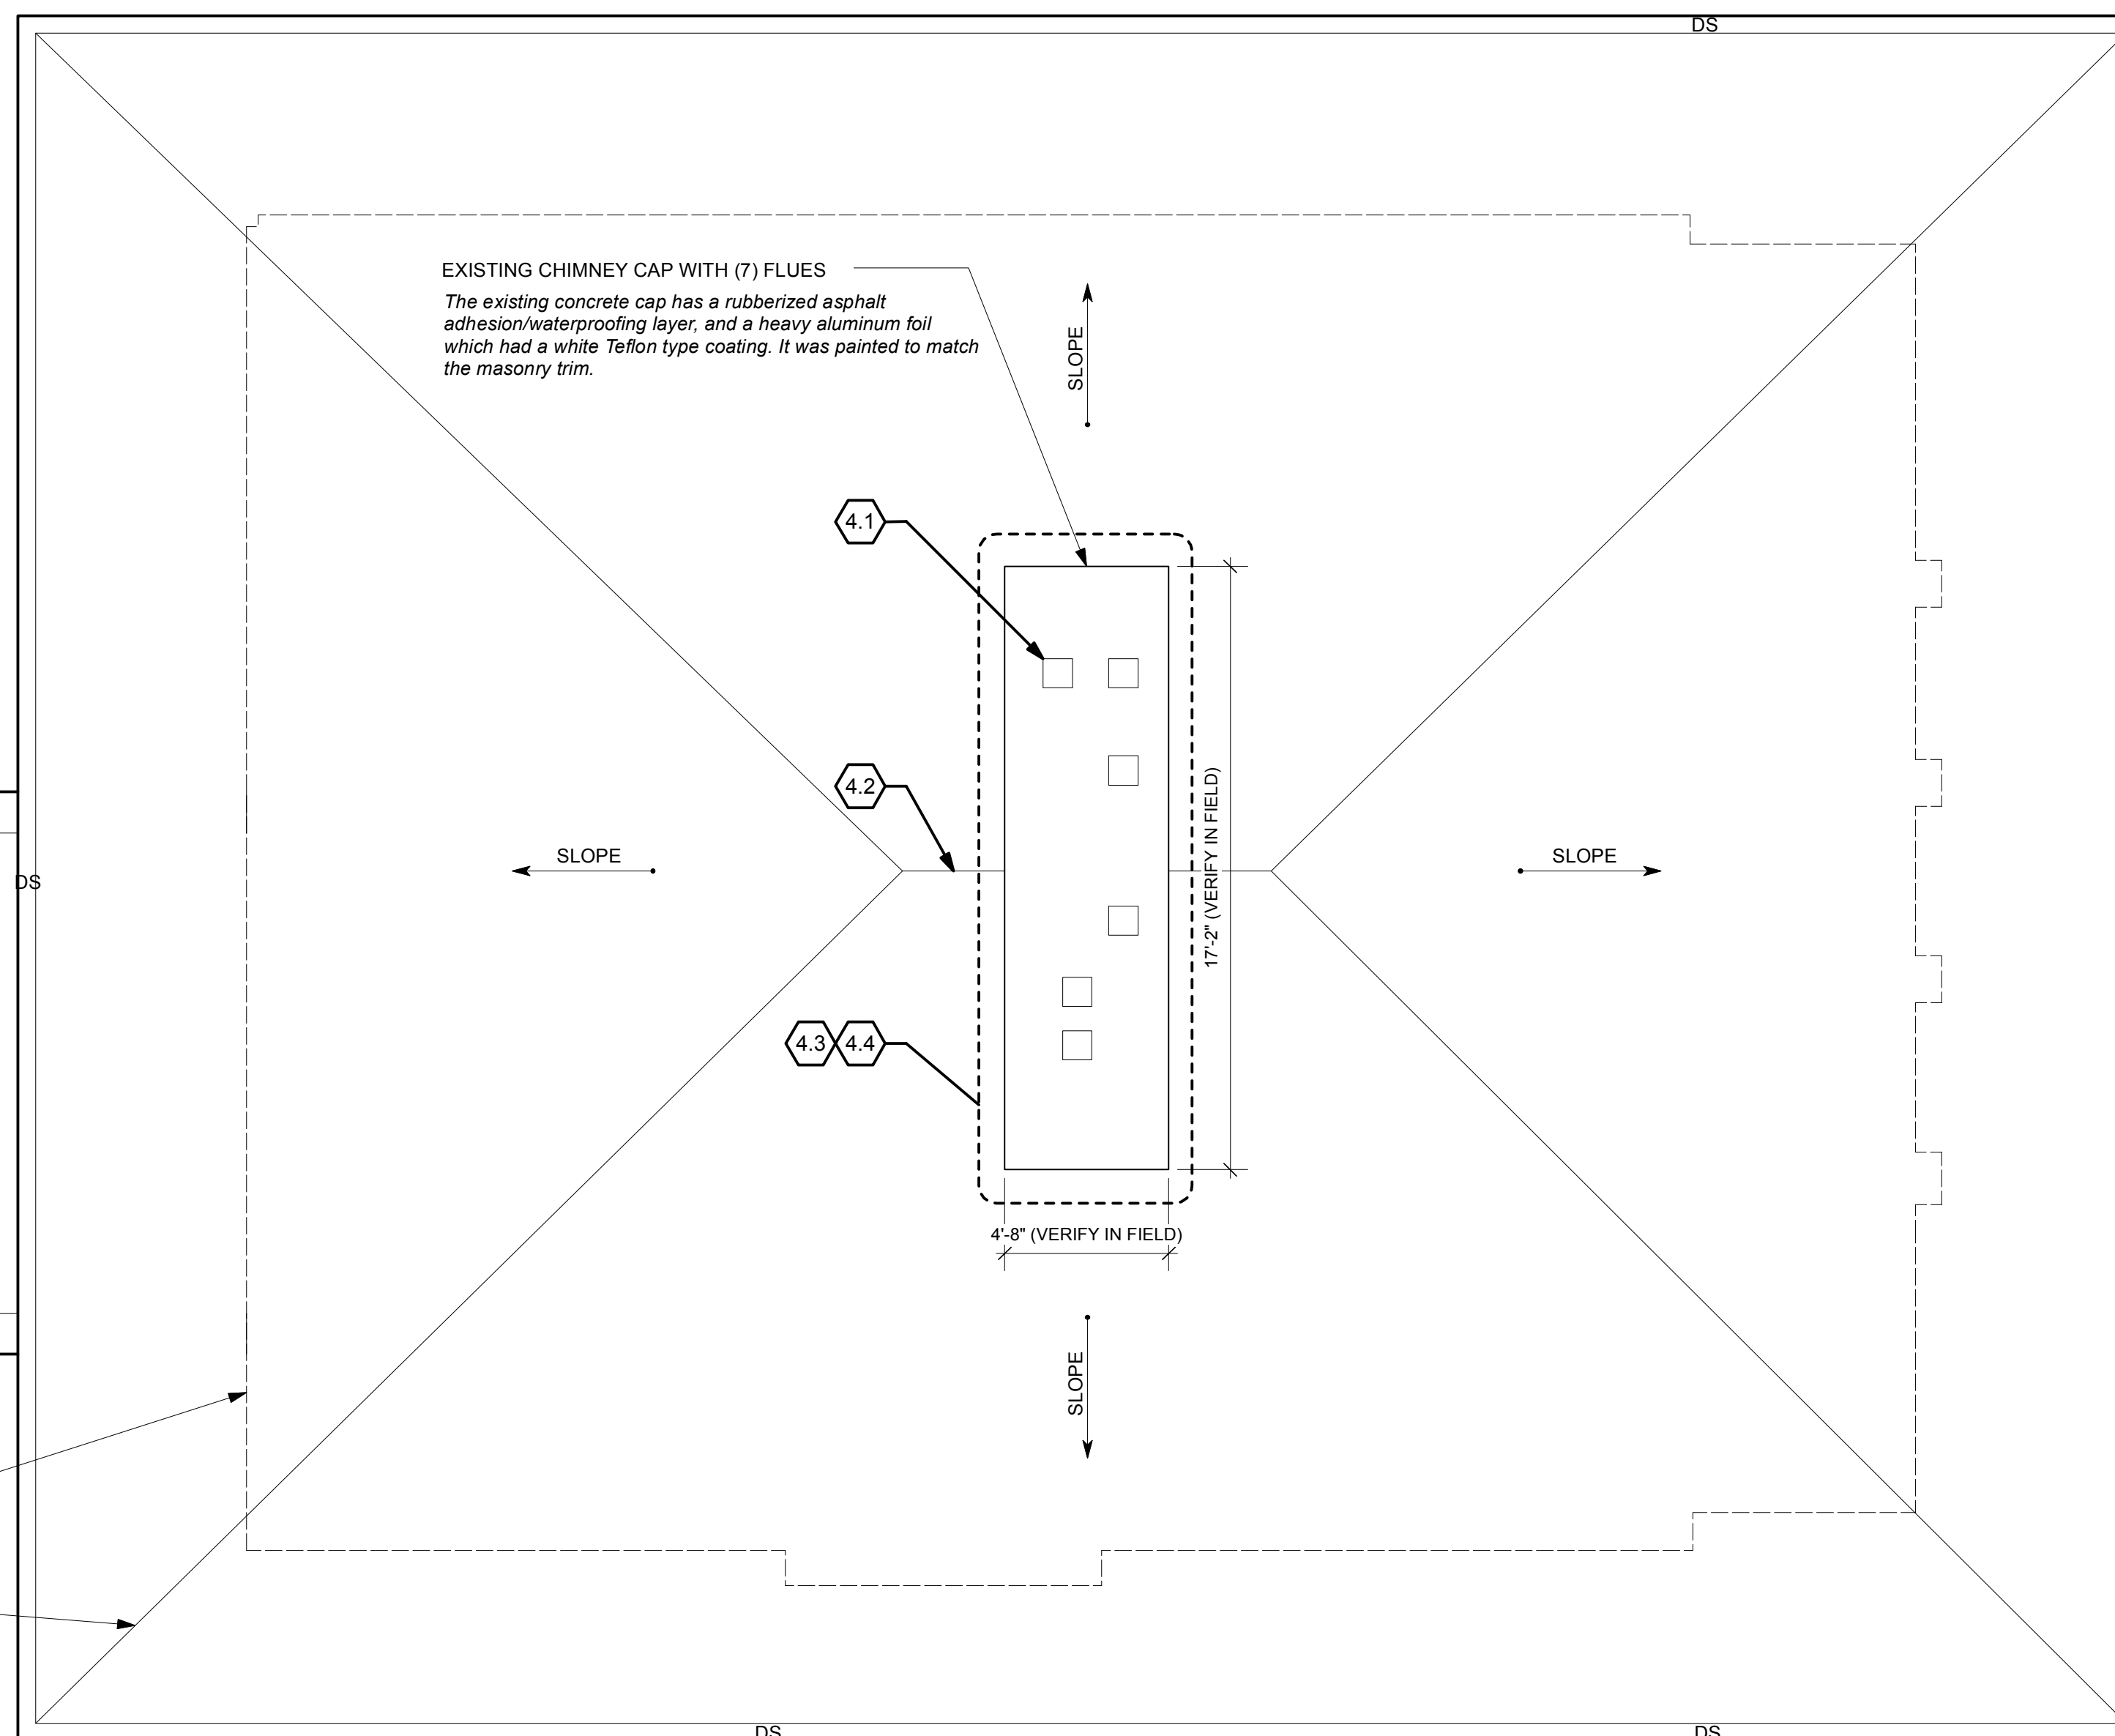 DS
EXISTING CHIMNEY CAP WITH (7) FLUES
The existing concrete cap has a rubberized asphalt
adhesion/waterproofing layer, and a heavy aluminum foil
which had a white Teflon type coating. It was painted to match
the masonry trim.
SLOPE
4.1
4.2
17'-2" (VERIFY IN FIELD)
SLOPE
SLOPE
DS
4.3
4.4
4'-8" (VERIFY IN FIELD)
SLOPE
DS
DS